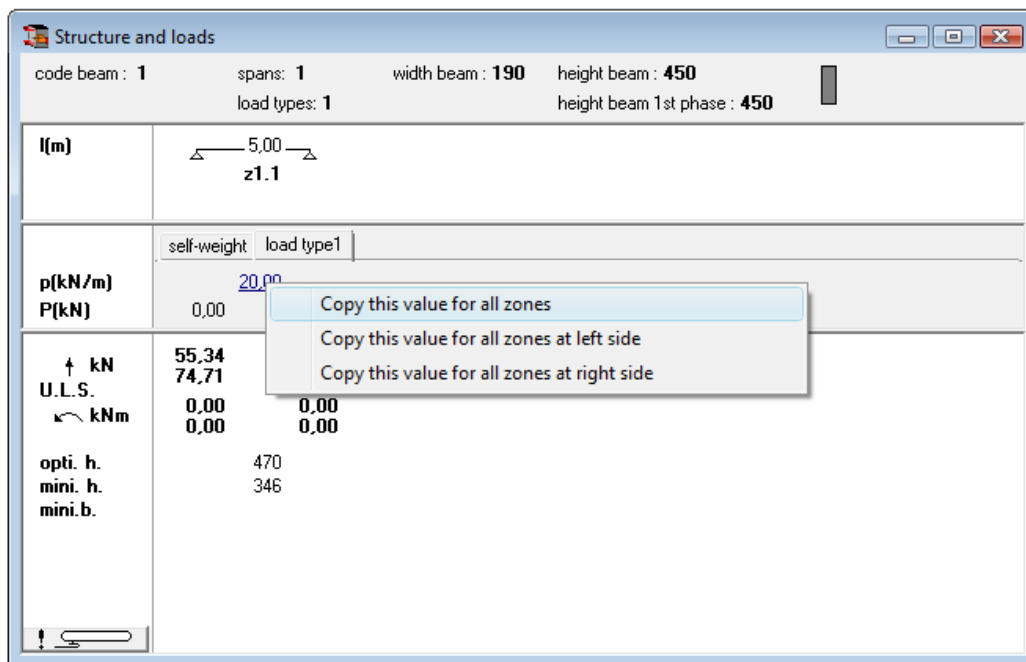 Structure and loads
code beam : 1 spans: 1 width beam : 190 height beam : 450
load types: 1 height beam 1st phase : 450
l(m) 5,00
z1.1
self-weight load type1
p(kN/m) 20,00
P(kN) 0,00
Copy this value for all zones
Copy this value for all zones at left side
Copy this value for all zones at right side
kN 55,34
74,71
U.L.S.
kNm 0,00 0,00
0,00 0,00
opti. h. 470
mini. h. 346
mini.b.